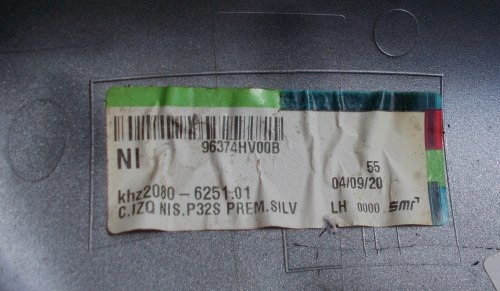 96374HV00B
NI
55
khz2080-6251.01
04/09/20
C.IZQ NIS.P32S PREM.SILV
LH 0000 smr